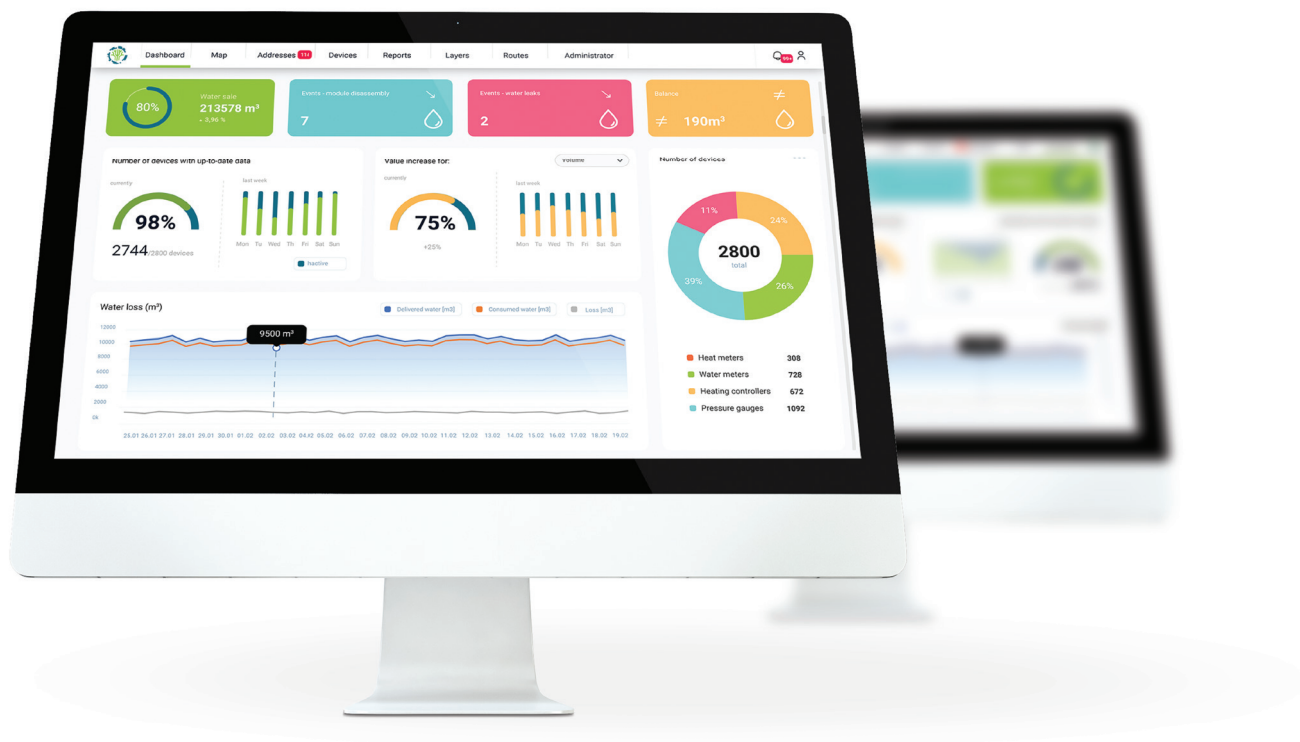 Dashboard Map Addresses Devices Reports Layers Routes Administrator 99+
80%
Water sale
213578 m³
3,96 %
Events - module disassembly
7
Events - water leaks
2
Balance
≠ 190m³
Number of devices with up-to-date data
currently
98%
2744/2800 devices
last week
Mon Tu Wed Th Fri Sat Sun
Inactive
Value increase for:
Volume
currently
75%
+25%
last week
Mon Tu Wed Th Fri Sat Sun
Number of devices
11%
24%
2800
total
39%
26%
Heat meters 308
Water meters 728
Heating controllers 672
Pressure gauges 1092
Water loss (m³)
Delivered water [m3] Consumed water [m3] Loss [m3]
12000
10000
8000
6000
4000
2000
0k
9500 m³
25.01 26.01 27.01 28.01 29.01 30.01 01.02 02.02 03.02 04.02 05.02 06.02 07.02 08.02 09.02 10.02 11.02 12.02 13.02 14.02 15.02 16.02 17.02 18.02 19.02